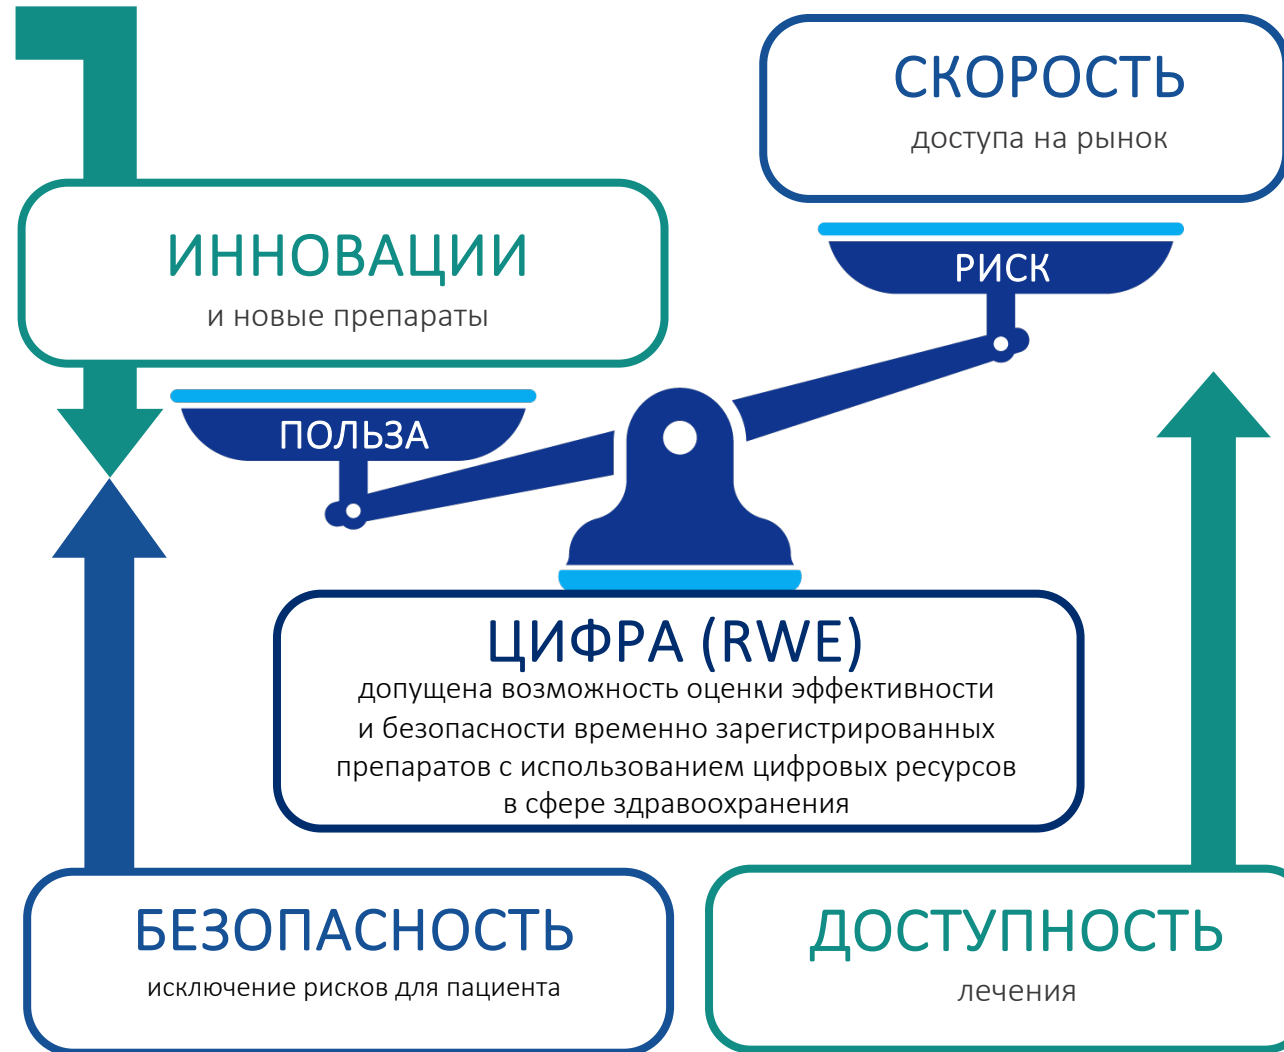 СКОРОСТЬ
доступа на рынок
ИННОВАЦИИ
и новые препараты
РИСК
ПОЛЬЗА
ЦИФРА (RWE)
допущена возможность оценки эффективности
и безопасности временно зарегистрированных
препаратов с использованием цифровых ресурсов
в сфере здравоохранения
БЕЗОПАСНОСТЬ
исключение рисков для пациента
ДОСТУПНОСТЬ
лечения